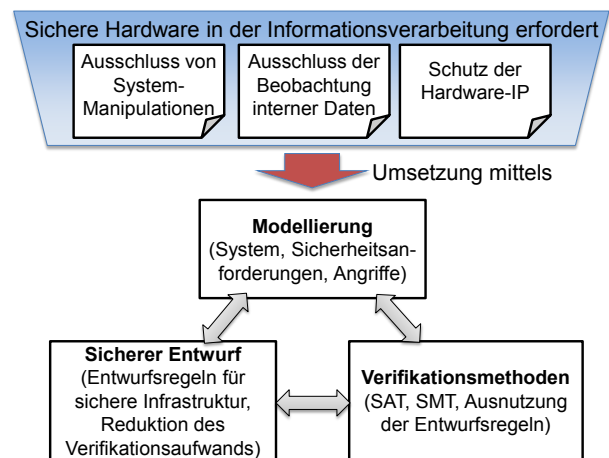 Sichere Hardware in der Informationsverarbeitung erfordert
Ausschluss von
System-
Manipulationen
Ausschluss der
Beobachtung
interner Daten
Schutz der
Hardware-IP
Umsetzung mittels
Modellierung
(System, Sicherheitsan-
forderungen, Angriffe)
Sicherer Entwurf
(Entwurfsregeln für
sichere Infrastruktur,
Reduktion des
Verifikationsaufwands)
Verifikationsmethoden
(SAT, SMT, Ausnutzung
der Entwurfsregeln)